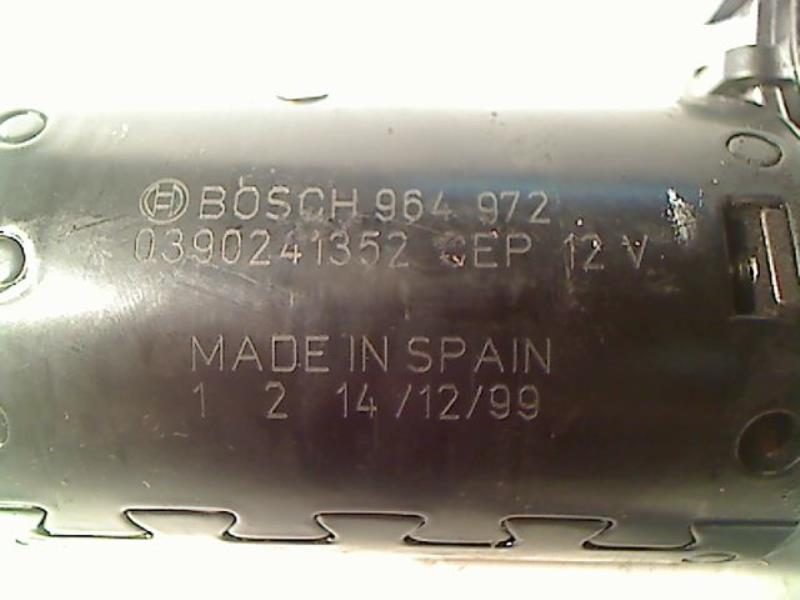 BOSCH 964 972
0390241352 CEP 12 V
MADE IN SPAIN
1 2 14/12/99